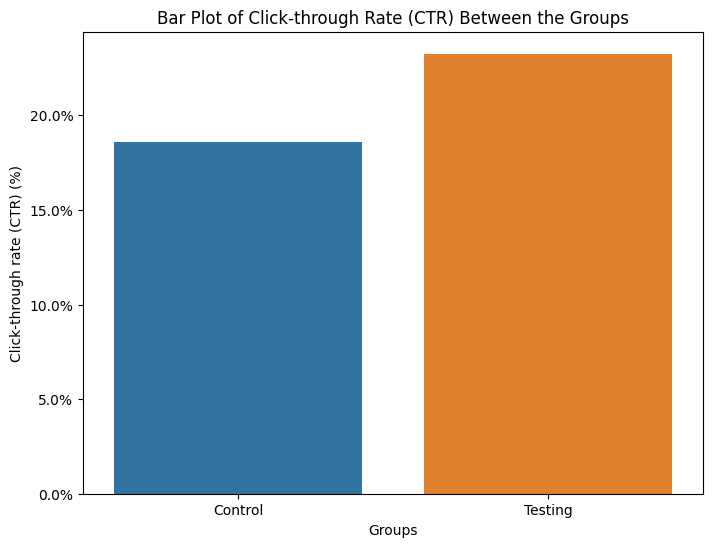 Bar Plot of Click-through Rate (CTR) Between the Groups
Click-through rate (CTR) (%)
20.0%
15.0%
10.0%
5.0%
0.0%
Control
Testing
Groups